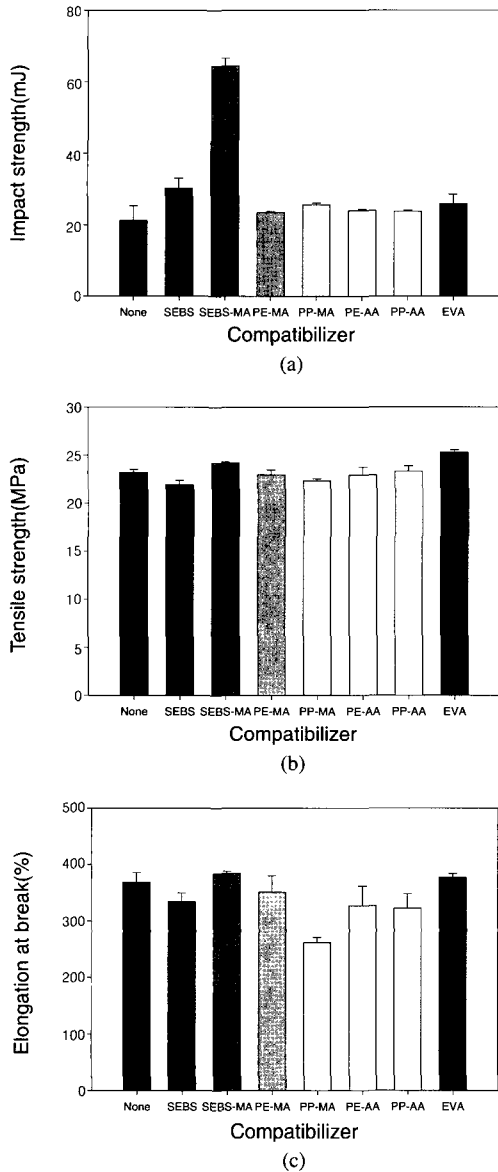 Impact strength(mJ)
80
60
40
20
0
None SEBS SEBS-MA PE-MA PP-MA PE-AA PP-AA EVA
Compatibilizer
(a)
Tensile strength(MPa)
30
25
20
15
10
5
0
None SEBS SEBS-MA PE-MA PP-MA PE-AA PP-AA EVA
Compatibilizer
(b)
Elongation at break(%)
500
400
300
200
100
0
None SEBS SEBS-MA PE-MA PP-MA PE-AA PP-AA EVA
Compatibilizer
(c)